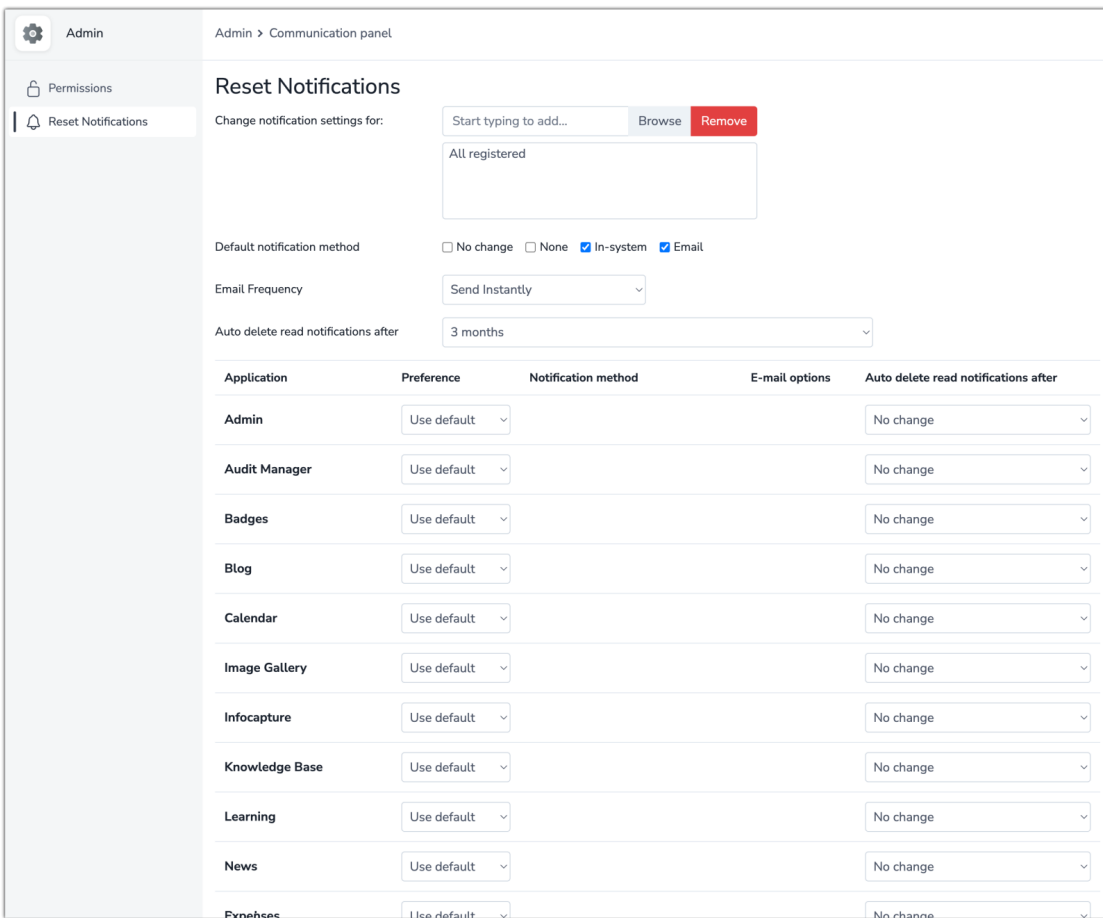 Admin
Admin > Communication panel
Permissions
Reset Notifications
Reset Notifications
Change notification settings for:
Start typing to add... Browse Remove
All registered
Default notification method No change None In-system Email
Email Frequency Send Instantly
Auto delete read notifications after 3 months
Application Preference Notification method E-mail options Auto delete read notifications after
Admin Use default No change
Audit Manager Use default No change
Badges Use default No change
Blog Use default No change
Calendar Use default No change
Image Gallery Use default No change
Infocapture Use default No change
Knowledge Base Use default No change
Learning Use default No change
News Use default No change
Expenses Use default No change